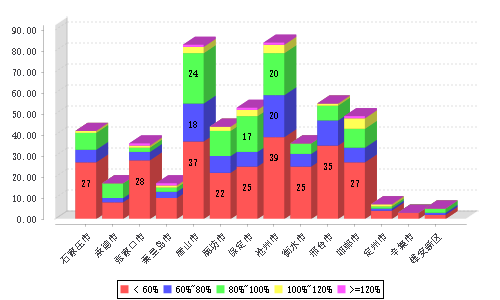 90.00
80.00
70.00
60.00
50.00
40.00
30.00
20.00
10.00
0.00
27
28
37
18
24
22
25
17
39
20
20
25
35
27
石家庄市
承德市
张家口市
秦皇岛市
唐山市
廊坊市
保定市
沧州市
衡水市
邢台市
邯郸市
定州市
辛集市
雄安新区
< 60% 60%~80% 80%~100% 100%~120% >=120%